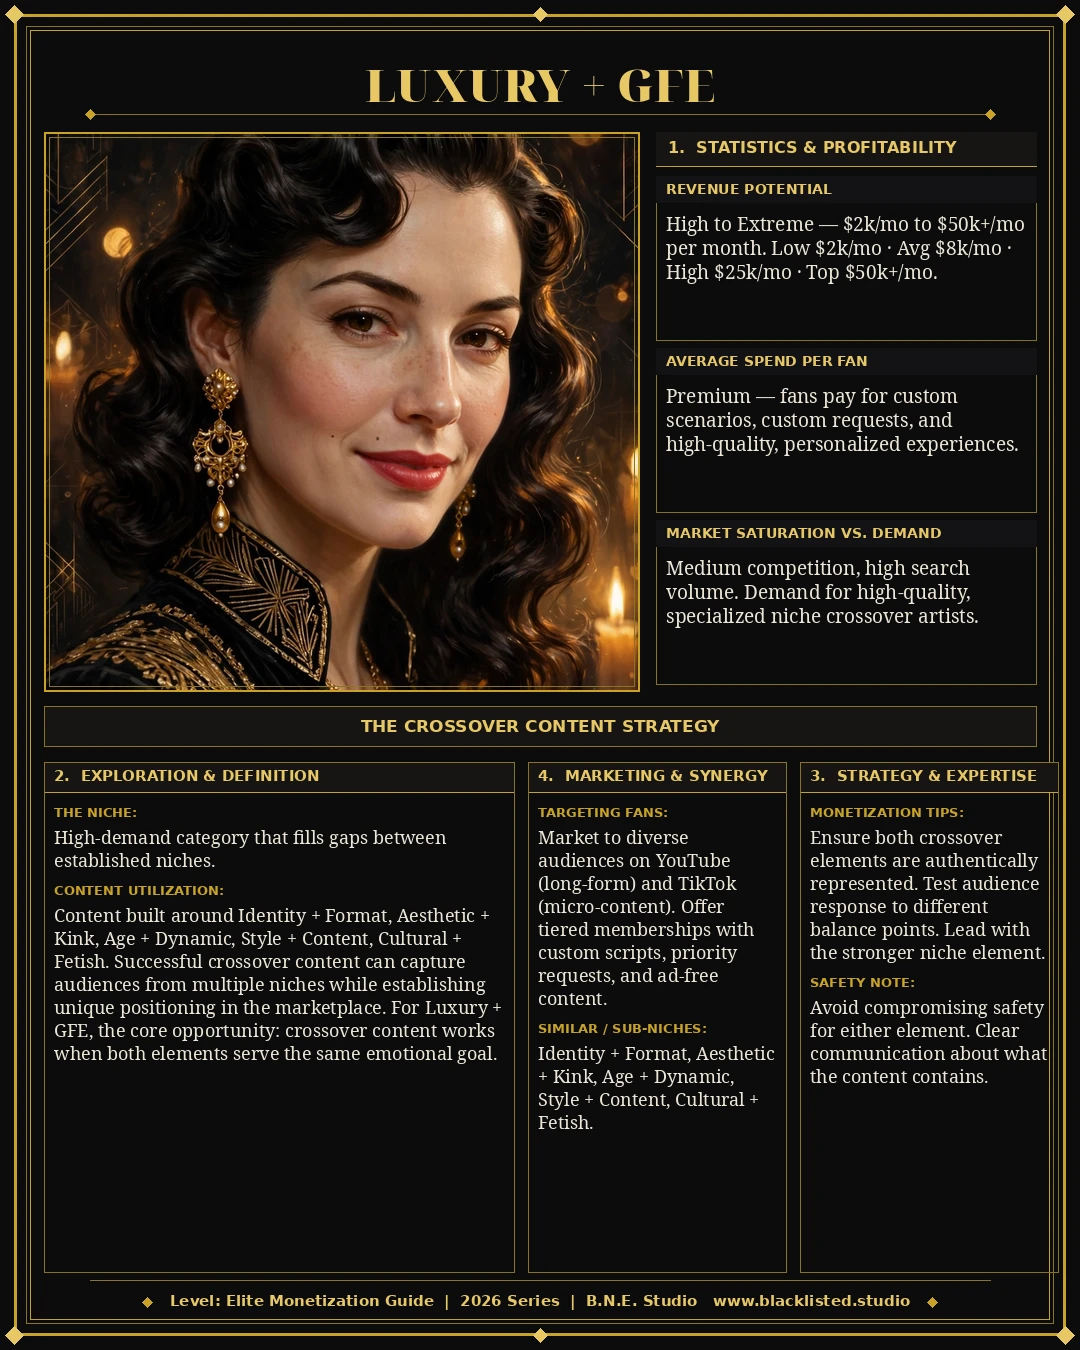 LUXURY + GFE
1. STATISTICS & PROFITABILITY
REVENUE POTENTIAL
High to Extreme — $2k/mo to $50k+/mo
per month. Low $2k/mo · Avg $8k/mo ·
High $25k/mo · Top $50k+/mo.
AVERAGE SPEND PER FAN
Premium — fans pay for custom
scenarios, custom requests, and
high-quality, personalized experiences.
MARKET SATURATION VS. DEMAND
Medium competition, high search
volume. Demand for high-quality,
specialized niche crossover artists.
THE CROSSOVER CONTENT STRATEGY
2. EXPLORATION & DEFINITION
THE NICHE:
High-demand category that fills gaps between
established niches.
CONTENT UTILIZATION:
Content built around Identity + Format, Aesthetic +
Kink, Age + Dynamic, Style + Content, Cultural +
Fetish. Successful crossover content can capture
audiences from multiple niches while establishing
unique positioning in the marketplace. For Luxury +
GFE, the core opportunity: crossover content works
when both elements serve the same emotional goal.
4. MARKETING & SYNERGY
TARGETING FANS:
Market to diverse
audiences on YouTube
(long-form) and TikTok
(micro-content). Offer
tiered memberships with
custom scripts, priority
requests, and ad-free
content.
SIMILAR / SUB-NICHES:
Identity + Format, Aesthetic
+ Kink, Age + Dynamic,
Style + Content, Cultural +
Fetish.
3. STRATEGY & EXPERTISE
MONETIZATION TIPS:
Ensure both crossover
elements are authentically
represented. Test audience
response to different
balance points. Lead with
the stronger niche element.
SAFETY NOTE:
Avoid compromising safety
for either element. Clear
communication about what
the content contains.
Level: Elite Monetization Guide | 2026 Series | B.N.E. Studio www.blacklisted.studio